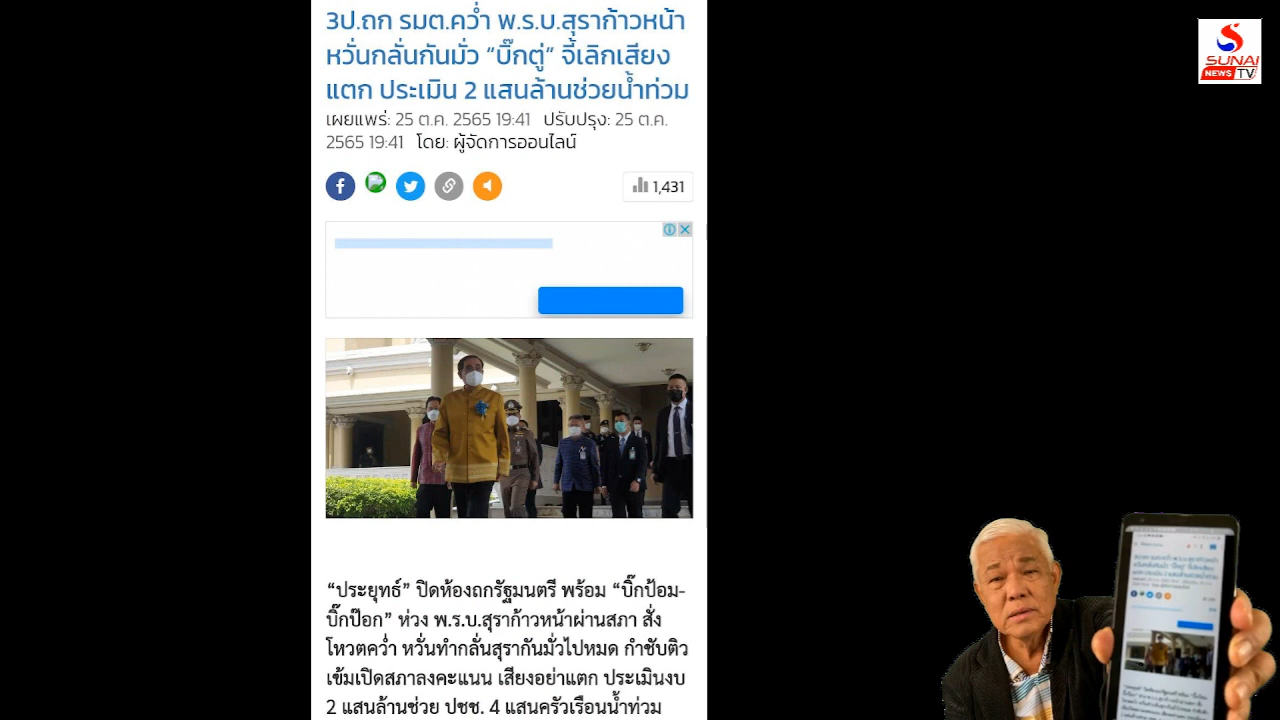 3ป.ถก รมต.คว่ำ พ.ร.บ.สุราก้าวหน้า
หวั่นกลั่นกันมั่ว “บิ๊กตู่” จี้เลิกเสียง
แตก ประเมิน 2 แสนล้านช่วยน้ำท่วม
เผยแพร่: 25 ต.ค. 2565 19:41 ปรับปรุง: 25 ต.ค.
2565 19:41 โดย: ผู้จัดการออนไลน์
1,431
“ประยุทธ์” ปิดห้องถกรัฐมนตรี พร้อม “บิ๊กป้อม-
บิ๊กป๊อก” ห่วง พ.ร.บ.สุราก้าวหน้าผ่านสภา สั่ง
โหวตคว่ำ หวั่นทำกลั่นสุรากันมั่วไปหมด กำชับติว
เข้มเปิดสภาลงคะแนน เสียงอย่าแตก ประเมินงบ
2 แสนล้านช่วย ปชช. 4 แสนครัวเรือนน้ำท่วม
SUNAI
NEWS TV